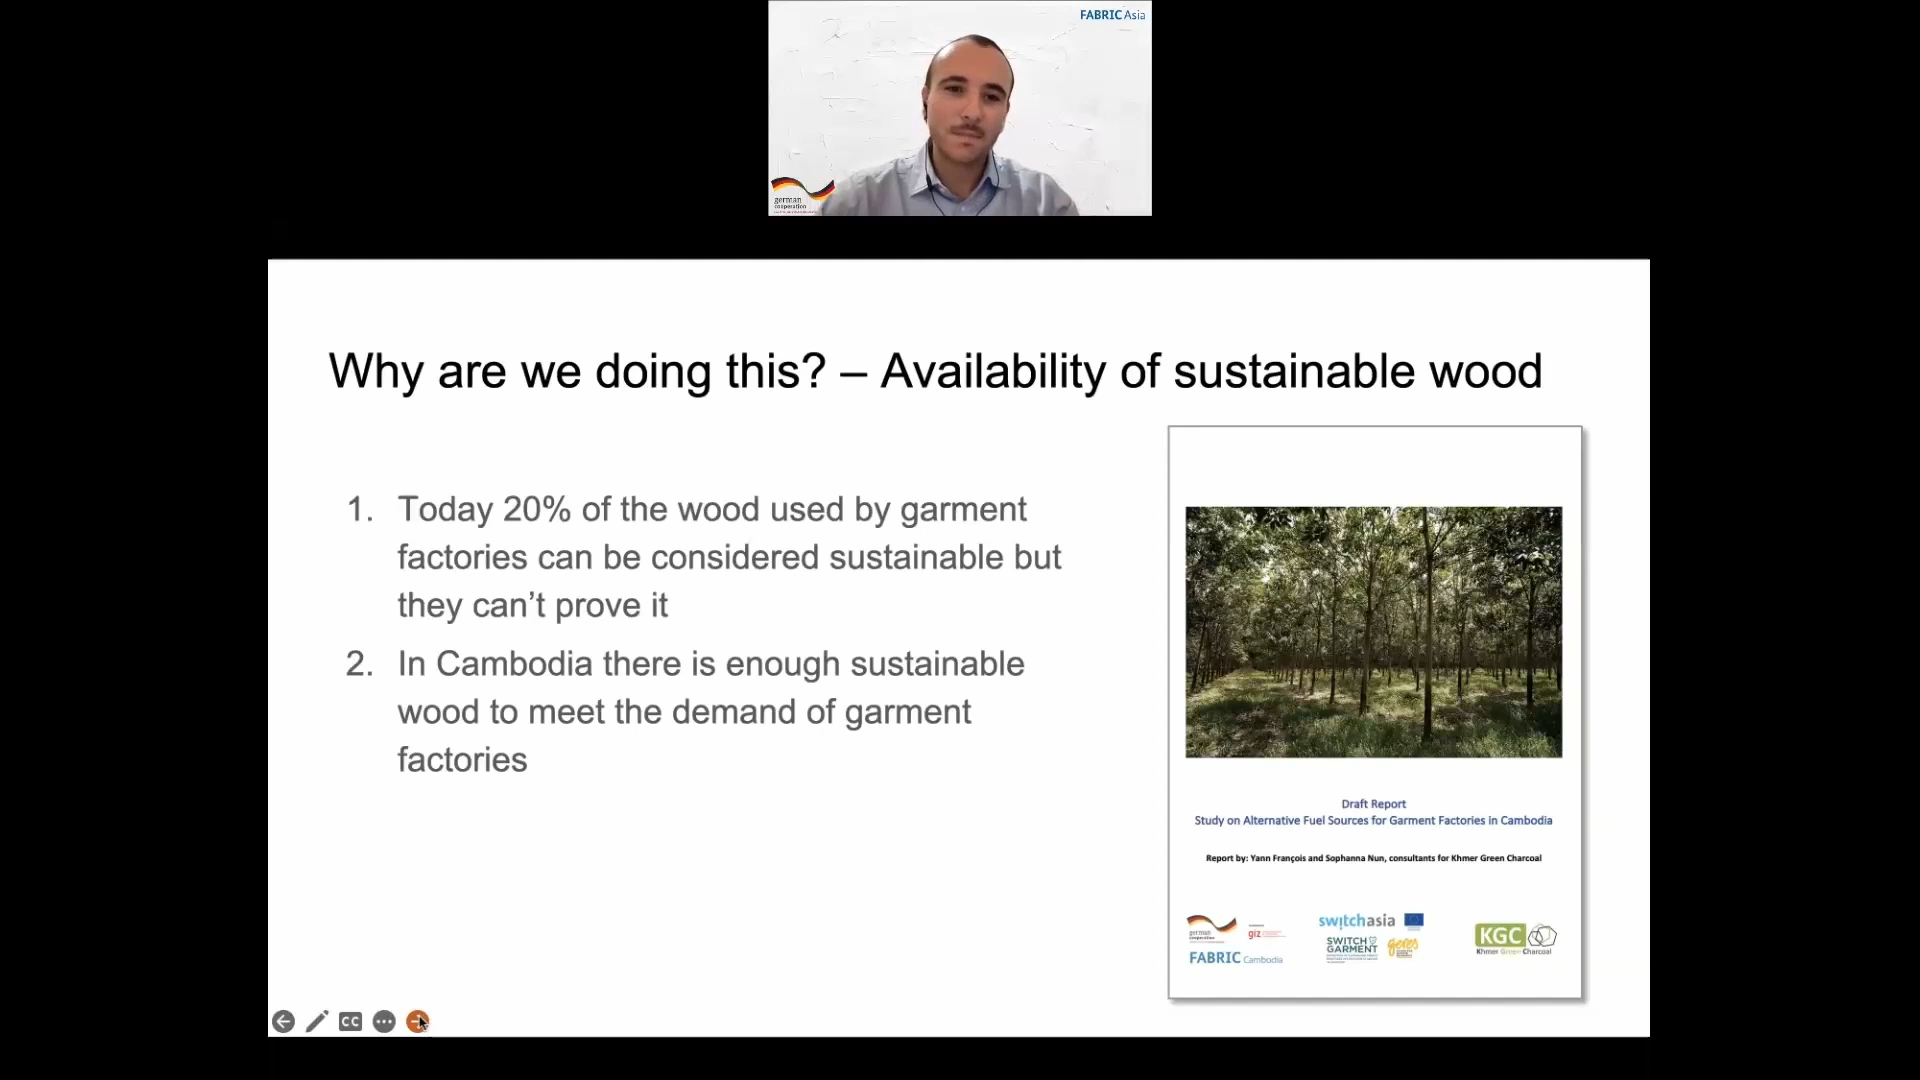 FABRIC Asia
german
cooperation
Why are we doing this? – Availability of sustainable wood
1. Today 20% of the wood used by garment
factories can be considered sustainable but
they can’t prove it
2. In Cambodia there is enough sustainable
wood to meet the demand of garment
factories
Draft Report
Study on Alternative Fuel Sources for Garment Factories in Cambodia
Report by: Yann François and Sophanna Nun, consultants for Khmer Green Charcoal
german
cooperation
giz
FABRIC Cambodia
switchasia
SWITCH
GARMENT
geres
KGC
Khmer Green Charcoal
CC